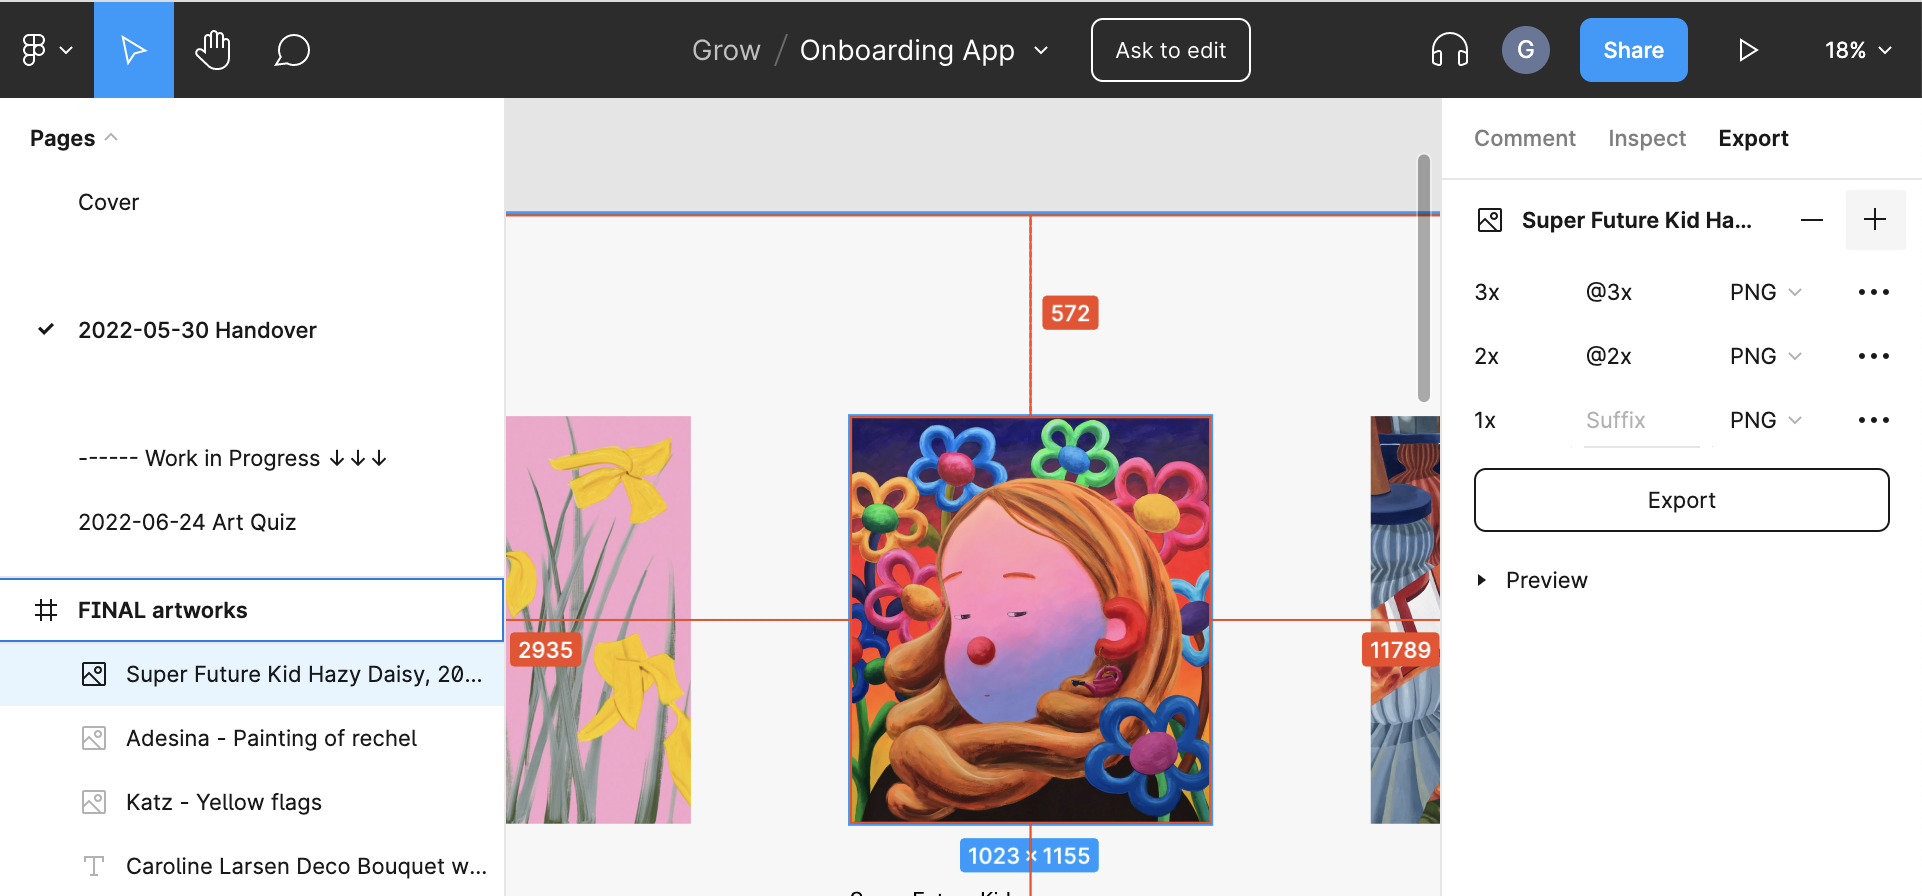 Grow / Onboarding App
Ask to edit
G
Share
18%
Pages
Cover
2022-05-30 Handover
------ Work in Progress ↓↓↓
2022-06-24 Art Quiz
FINAL artworks
Super Future Kid Hazy Daisy, 20...
Adesina - Painting of rechel
Katz - Yellow flags
Caroline Larsen Deco Bouquet w...
572
2935
11789
1023 × 1155
Comment Inspect Export
Super Future Kid Ha...
3x @3x PNG
2x @2x PNG
1x Suffix PNG
Export
Preview